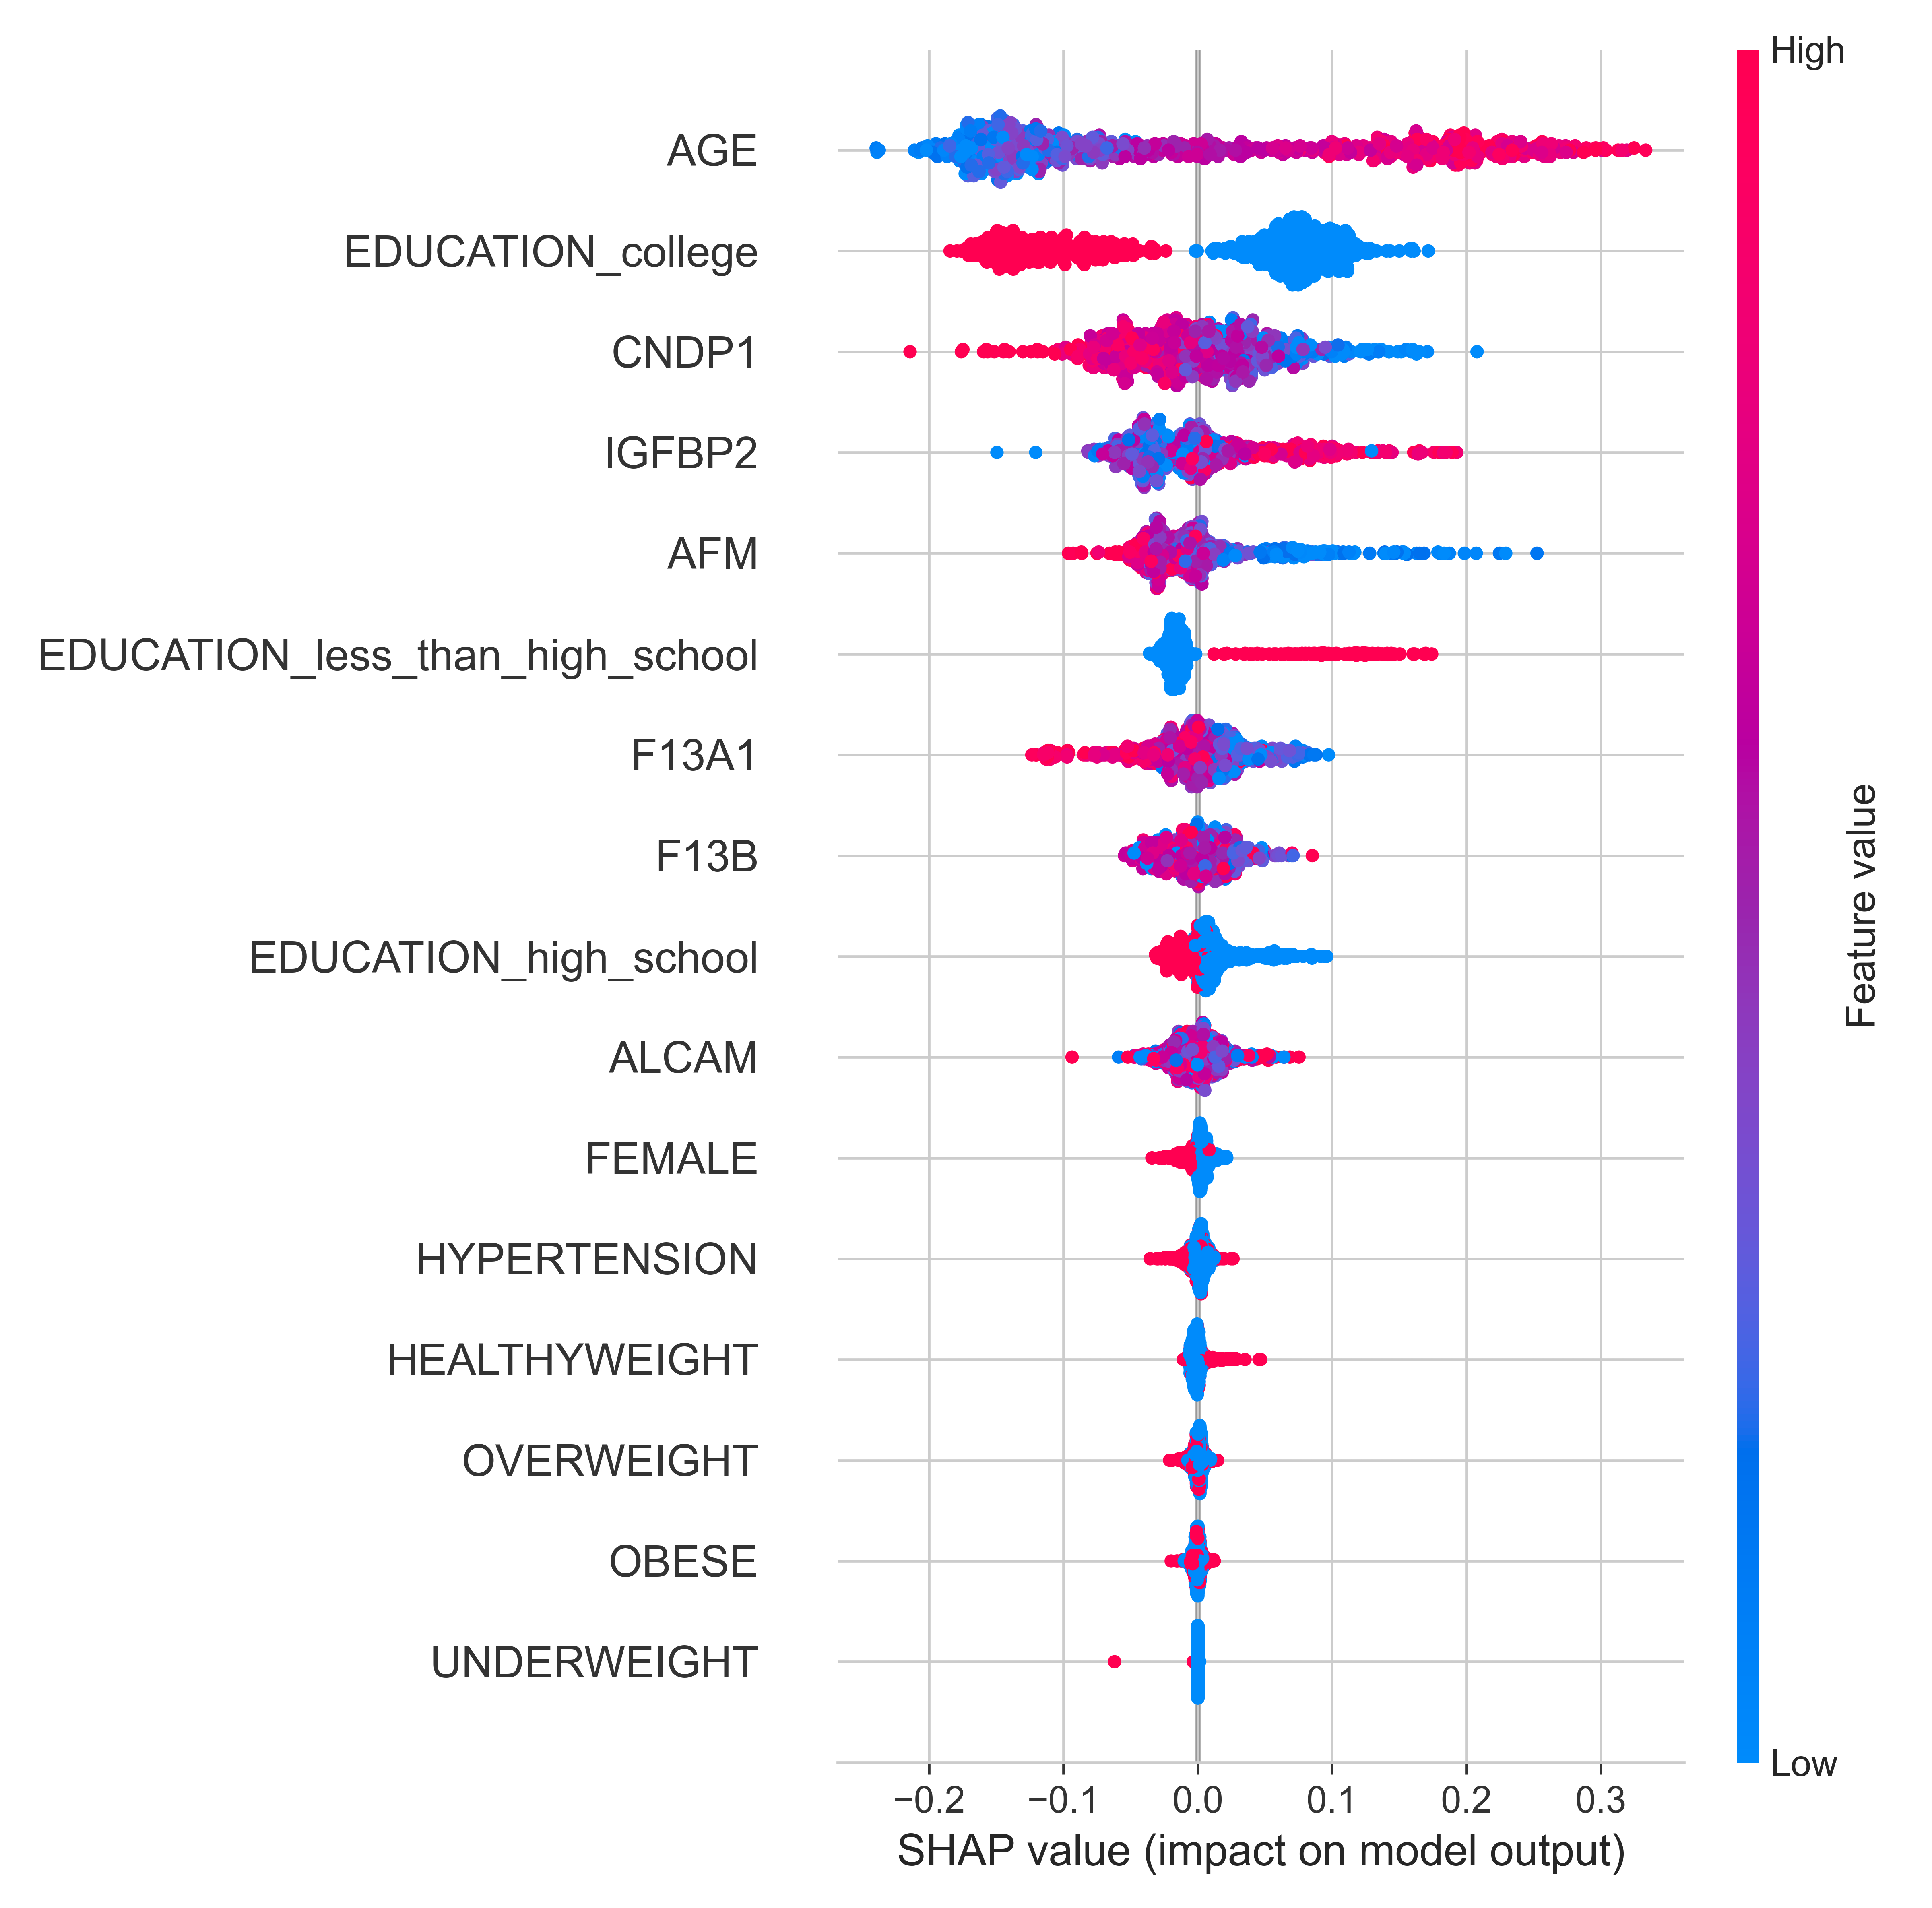 High
AGE
EDUCATION_college
CNDP1
IGFBP2
AFM
EDUCATION_less_than_high_school
F13A1
F13B
EDUCATION_high_school
ALCAM
FEMALE
HYPERTENSION
HEALTHYWEIGHT
OVERWEIGHT
OBESE
UNDERWEIGHT
Feature value
Low
−0.2 −0.1 0.0 0.1 0.2 0.3
SHAP value (impact on model output)